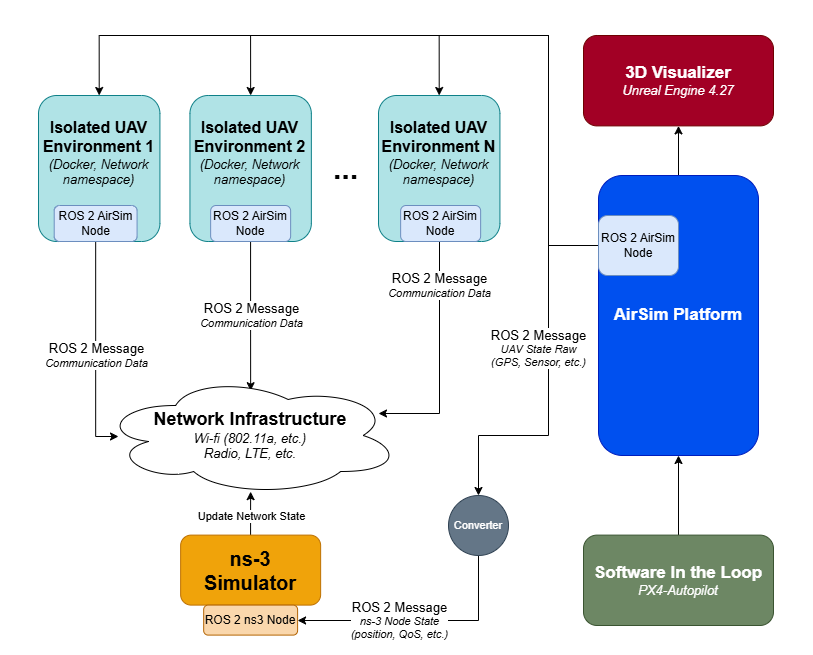 3D Visualizer
Unreal Engine 4.27
Isolated UAV
Environment 1
(Docker, Network
namespace)
ROS 2 AirSim
Node
Isolated UAV
Environment 2
(Docker, Network
namespace)
ROS 2 AirSim
Node
...
Isolated UAV
Environment N
(Docker, Network
namespace)
ROS 2 AirSim
Node
ROS 2 AirSim
Node
AirSim Platform
ROS 2 Message
Communication Data
ROS 2 Message
Communication Data
ROS 2 Message
Communication Data
ROS 2 Message
UAV State Raw
(GPS, Sensor, etc.)
Network Infrastructure
Wi-fi (802.11a, etc.)
Radio, LTE, etc.
Update Network State
Converter
ns-3
Simulator
ROS 2 ns3 Node
ROS 2 Message
ns-3 Node State
(position, QoS, etc.)
Software In the Loop
PX4-Autopilot